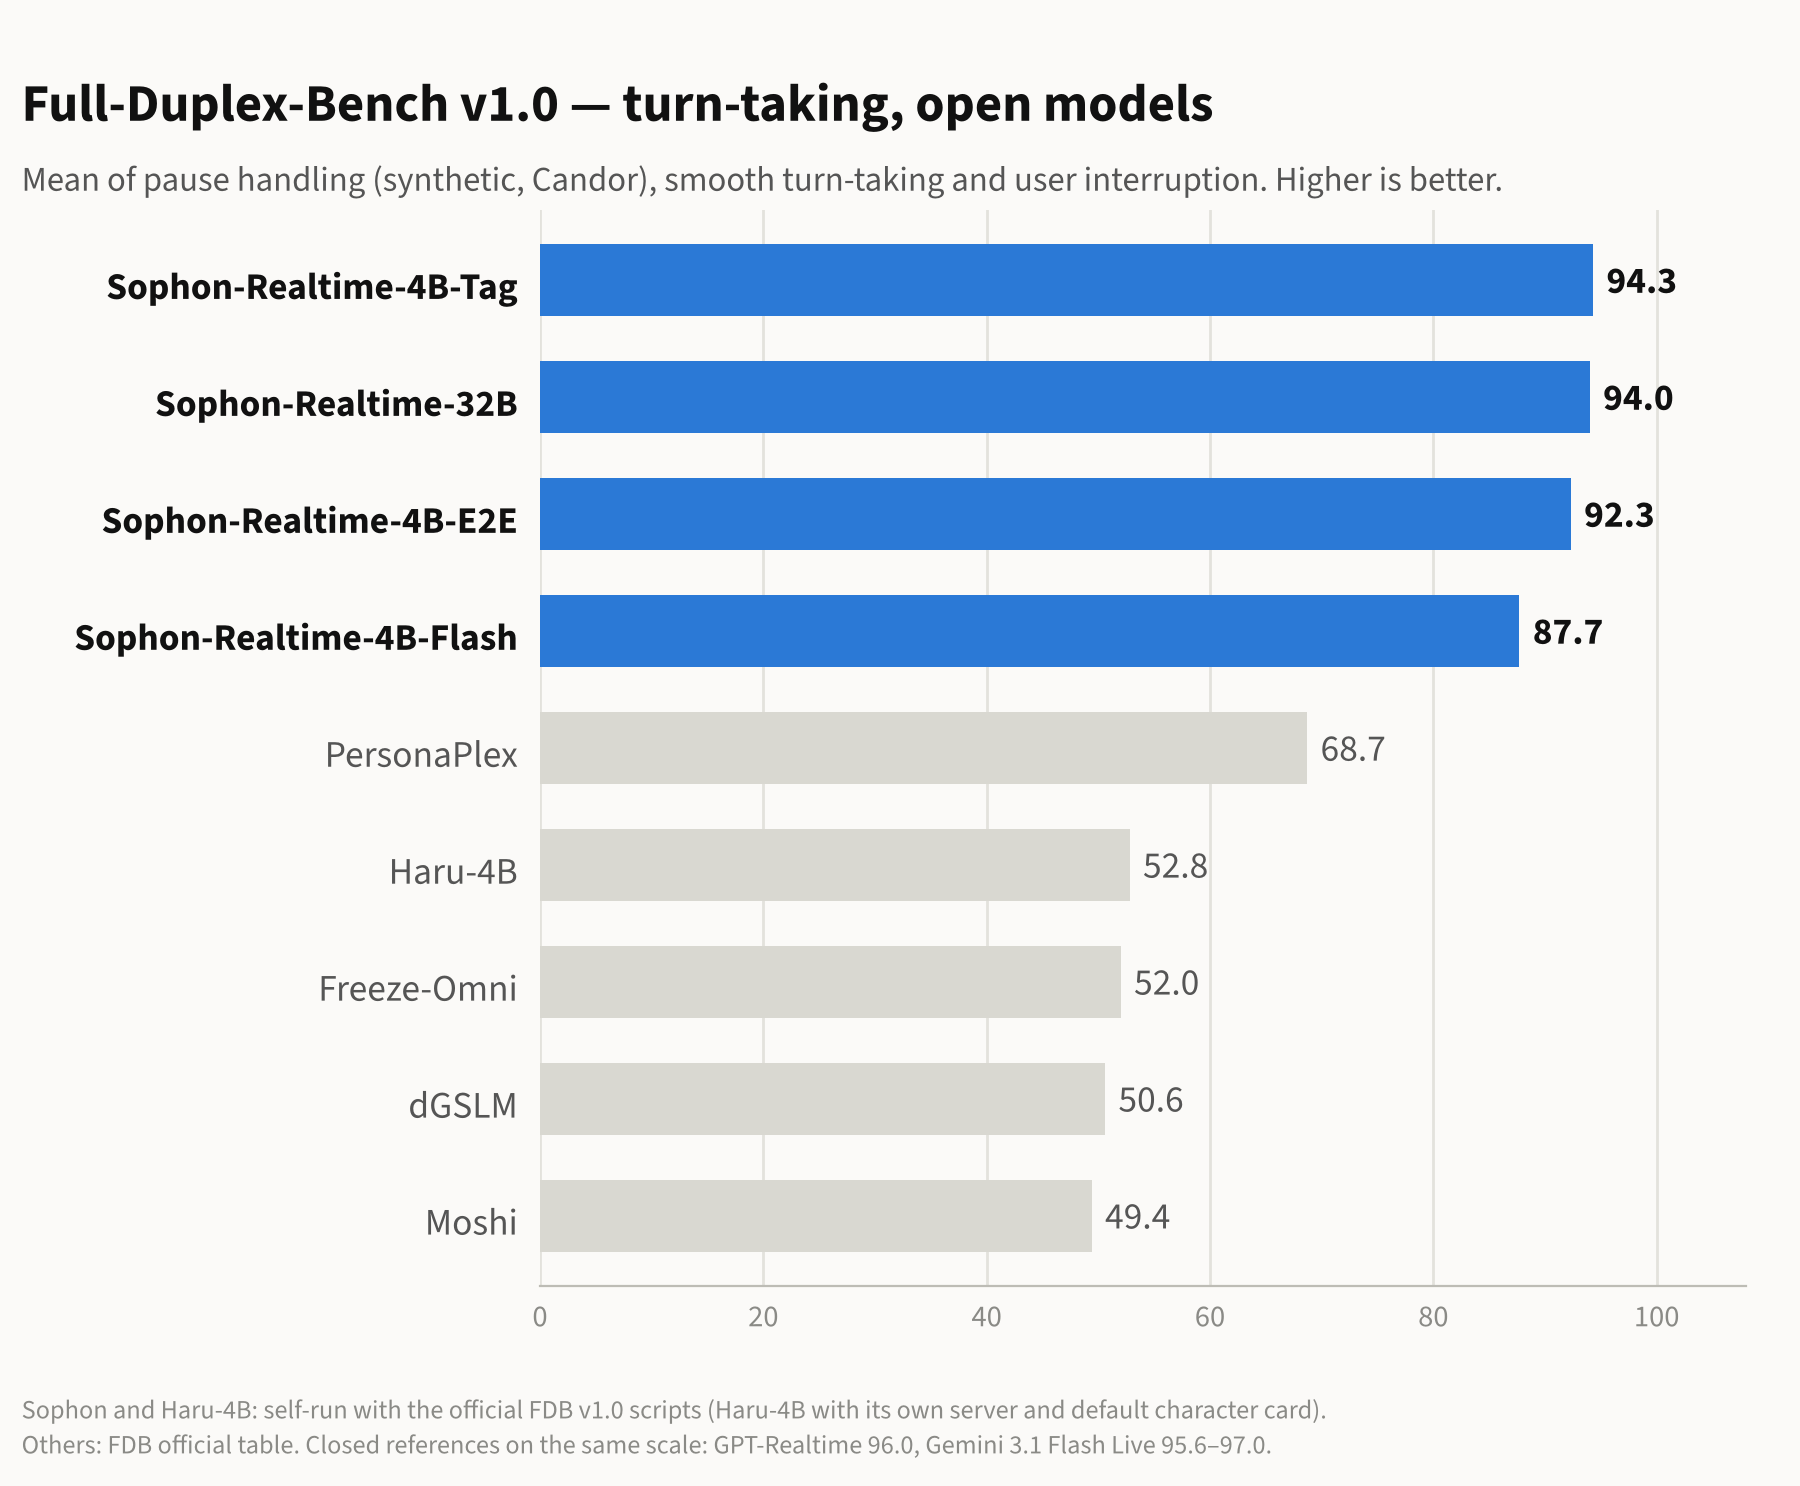 Full-Duplex-Bench v1.0 — turn-taking, open models
Mean of pause handling (synthetic, Candor), smooth turn-taking and user interruption. Higher is better.
Sophon-Realtime-4B-Tag 94.3
Sophon-Realtime-32B 94.0
Sophon-Realtime-4B-E2E 92.3
Sophon-Realtime-4B-Flash 87.7
PersonaPlex 68.7
Haru-4B 52.8
Freeze-Omni 52.0
dGSLM 50.6
Moshi 49.4
0 20 40 60 80 100
Sophon and Haru-4B: self-run with the official FDB v1.0 scripts (Haru-4B with its own server and default character card).
Others: FDB official table. Closed references on the same scale: GPT-Realtime 96.0, Gemini 3.1 Flash Live 95.6–97.0.